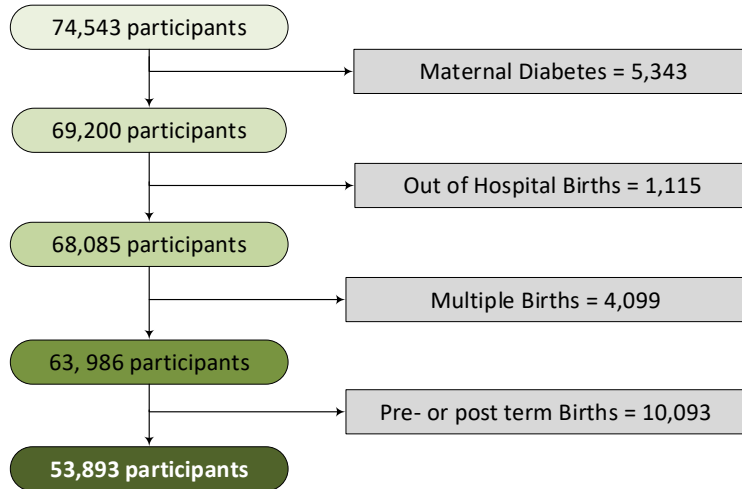 74,543 participants
Maternal Diabetes = 5,343
69,200 participants
Out of Hospital Births = 1,115
68,085 participants
Multiple Births = 4,099
63, 986 participants
Pre- or post term Births = 10,093
53,893 participants